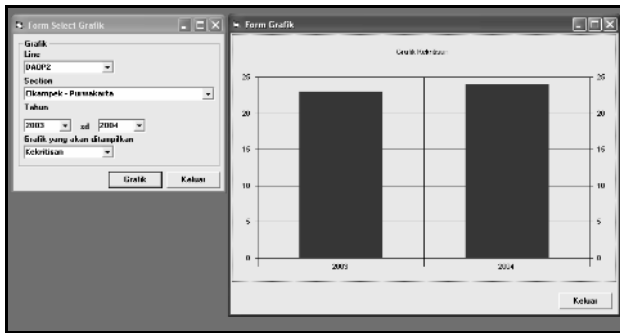 Form Select Grafik
Grafik
Line
DAOP2
Section
Cikampek - Purwakarta
Tahun
2003 sd 2004
Grafik yang akan ditampilkan
Kekritisan
Grafik Keluar
Form Grafik
Grafik Kekritisan
25 25
20 20
15 15
10 10
5 5
0 0
2003 2004
Keluar